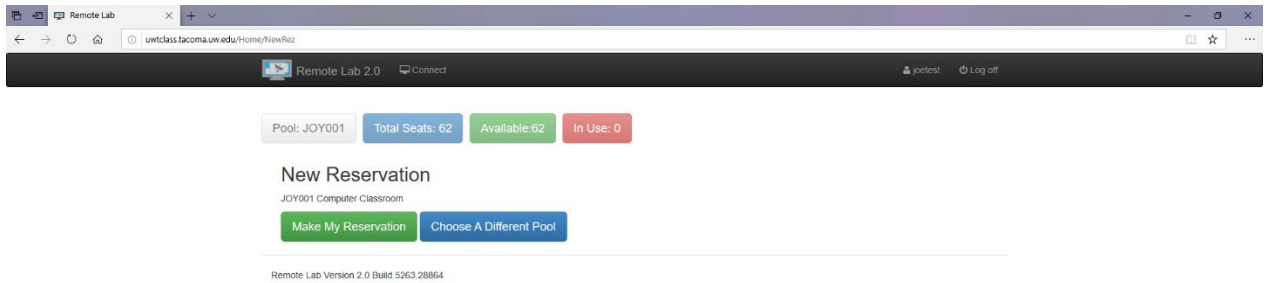 Remote Lab
uwtclass.tacoma.uw.edu/Home/NewRez
Remote Lab 2.0 Connect joetest Log off
Pool: JOY001 Total Seats: 62 Available:62 In Use: 0
New Reservation
JOY001 Computer Classroom
Make My Reservation Choose A Different Pool
Remote Lab Version 2.0 Build 5263.28864